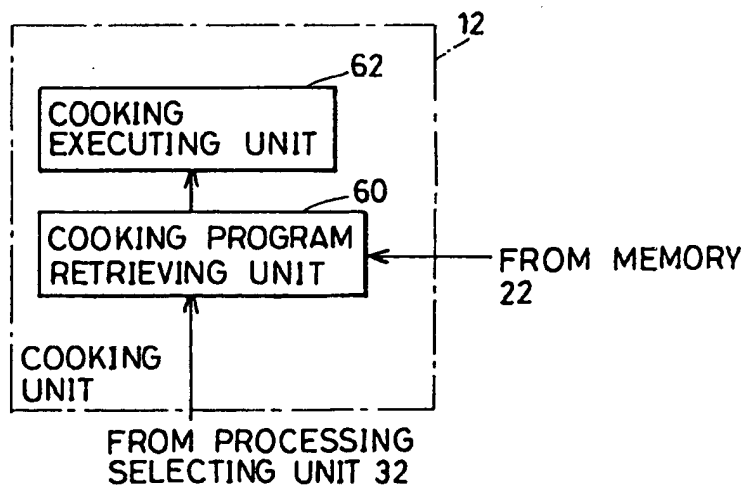 12
62
COOKING
EXECUTING UNIT
60
COOKING PROGRAM
RETRIEVING UNIT
FROM MEMORY
22
COOKING
UNIT
FROM PROCESSING
SELECTING UNIT 32